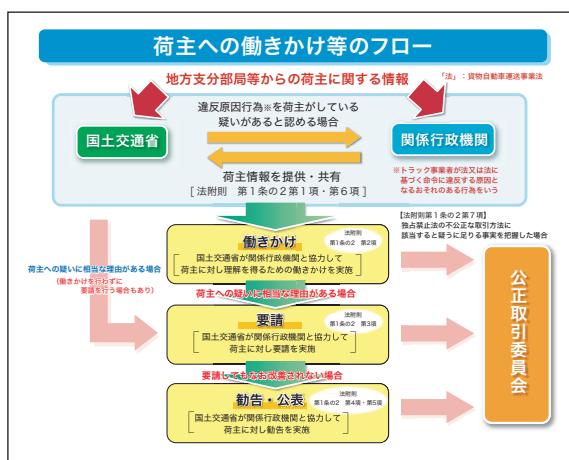 荷主への働きかけ等のフロー
地方支分部局等からの荷主に関する情報
「法」：貨物自動車運送事業法
違反原因行為※を荷主がしている
疑いがあると認める場合
国土交通省
関係行政機関
荷主情報を提供・共有
[ 法附則　第１条の２第１項・第６項 ]
※トラック事業者が法又は法に
基づく命令に違反する原因と
なるおそれのある行為をいう
【法附則第１条の２第７項】
独占禁止法の不公正な取引方法に
該当すると疑うに足りる事実を把握した場合
働きかけ
法附則
第1条の2　第2項
国土交通省が関係行政機関と協力して
荷主に対し理解を得るための働きかけを実施
荷主への疑いに相当な理由がある場合
（働きかけを行わずに
要請を行う場合もあり）
荷主への疑いに相当な理由がある場合
要請
法附則
第1条の2　第3項
国土交通省が関係行政機関と協力して
荷主に対し要請を実施
要請してもなお改善されない場合
勧告・公表
法附則
第1条の2　第4項・第5項
国土交通省が関係行政機関と協力して
荷主に対し勧告を実施
公正取引委員会